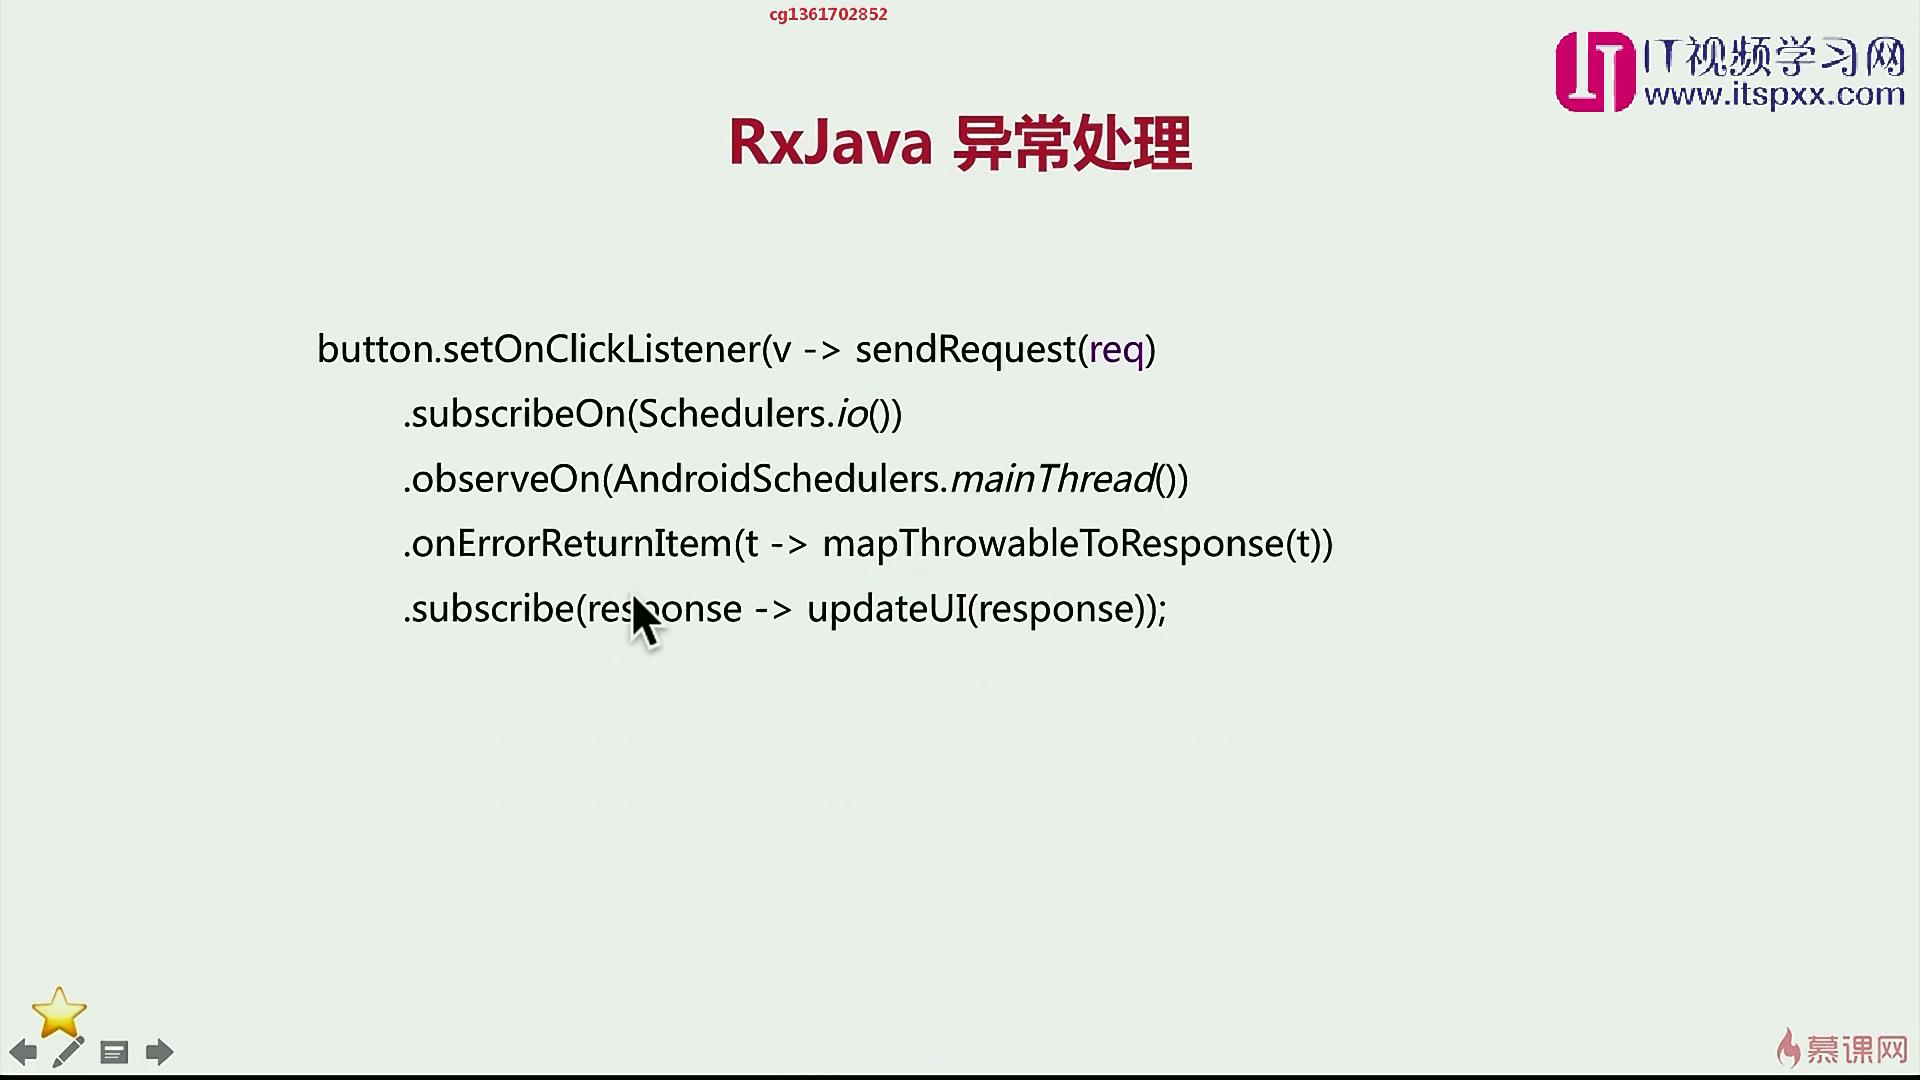 cg1361702852
IT视频学习网
www.itspxx.com
RxJava 异常处理
button.setOnClickListener(v -> sendRequest(req)
.subscribeOn(Schedulers.io())
.observeOn(AndroidSchedulers.mainThread())
.onErrorReturnItem(t -> mapThrowableToResponse(t))
.subscribe(response -> updateUI(response));
慕课网